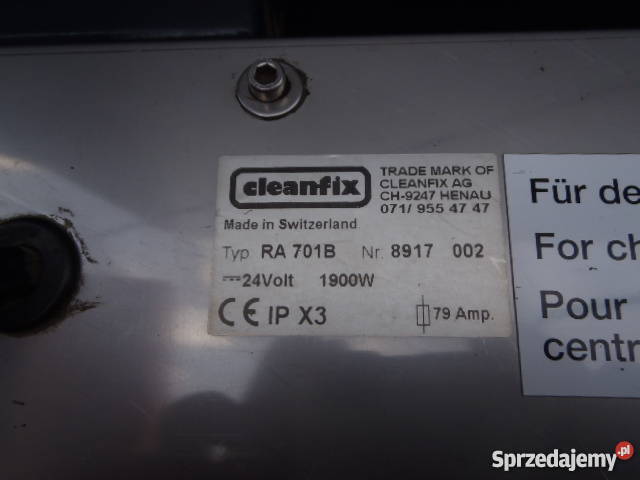 cleanfix
TRADE MARK OF
CLEANFIX AG
CH-9247 HENAU
071/ 955 47 47
Made in Switzerland
Typ RA 701B Nr. 8917 002
24Volt 1900W
CE IP X3 79 Amp.
Für de
For ch
Pour
centr
Sprzedajemy.pl